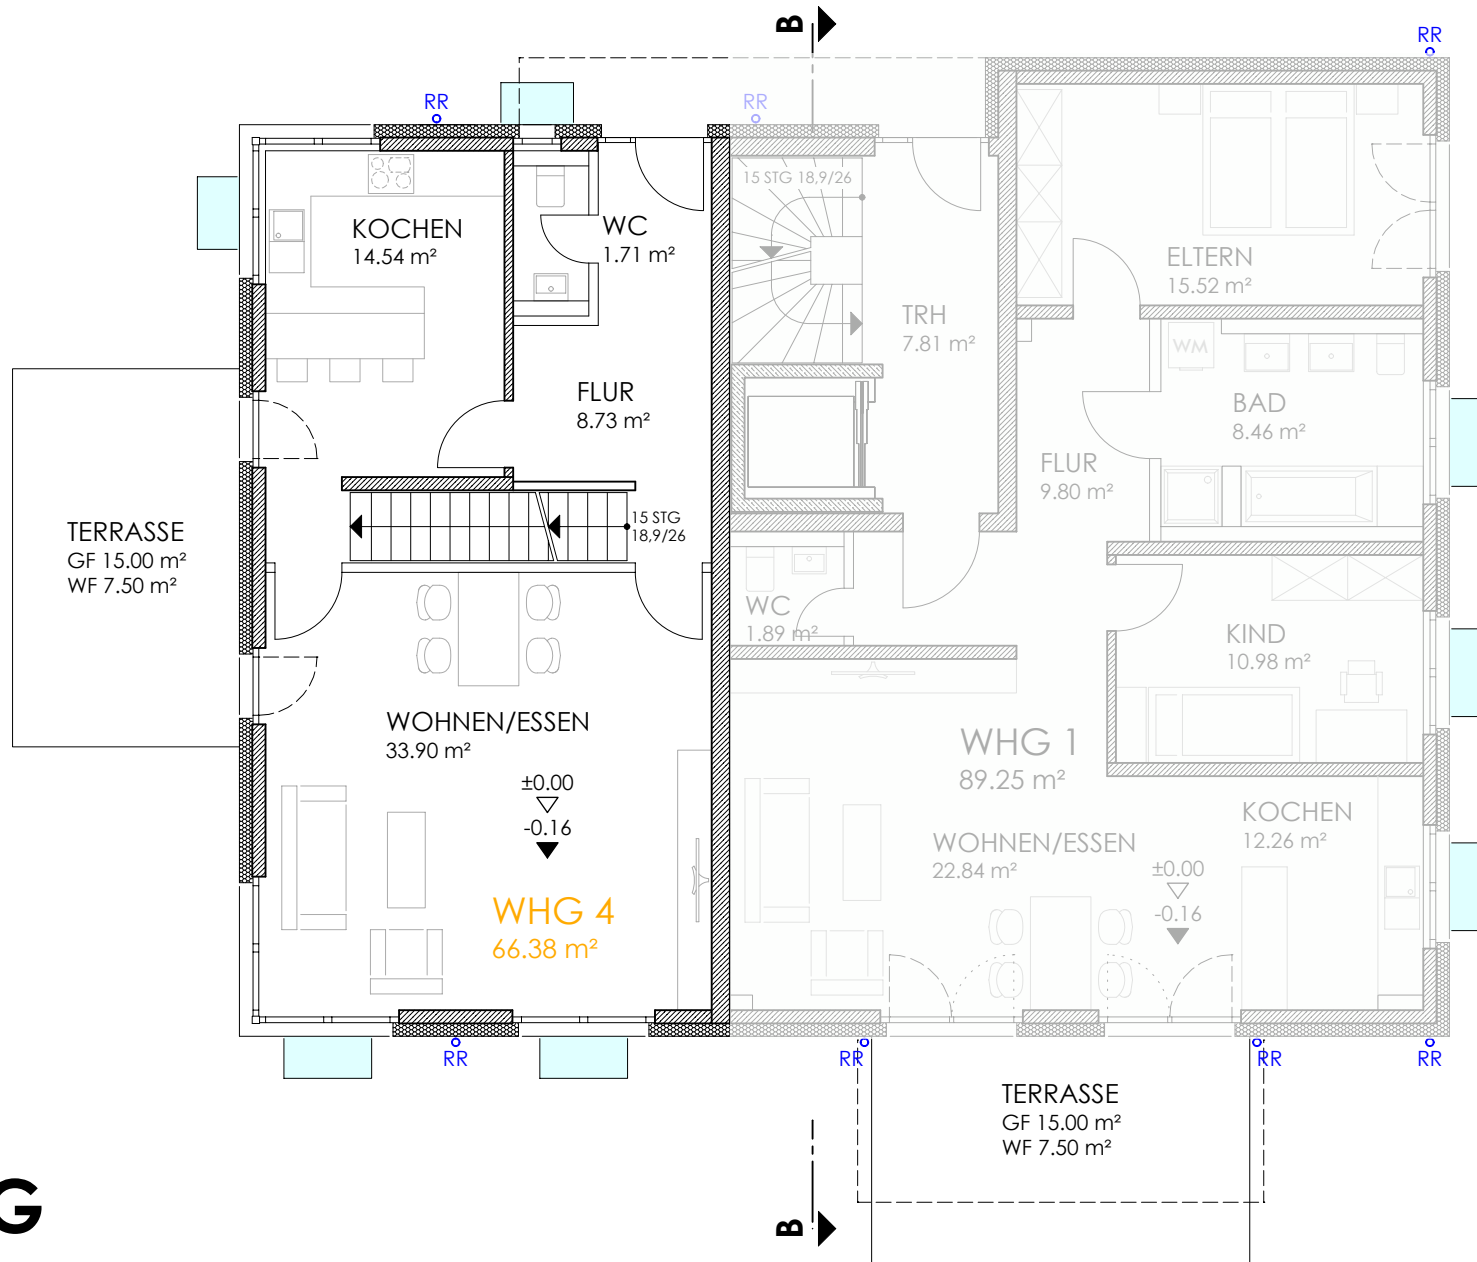 B
RR
RR
RR
KOCHEN
14.54 m²
WC
1.71 m²
15 STG 18,9/26
ELTERN
15.52 m²
TRH
7.81 m²
WM
FLUR
8.73 m²
BAD
8.46 m²
FLUR
9.80 m²
TERRASSE
GF 15.00 m²
WF 7.50 m²
15 STG
18,9/26
WC
1.89 m²
KIND
10.98 m²
WOHNEN/ESSEN
33.90 m²
±0.00
-0.16
WHG 4
66.38 m²
WHG 1
89.25 m²
WOHNEN/ESSEN
22.84 m²
KOCHEN
12.26 m²
±0.00
-0.16
RR
RR
RR
RR
TERRASSE
GF 15.00 m²
WF 7.50 m²
G
B